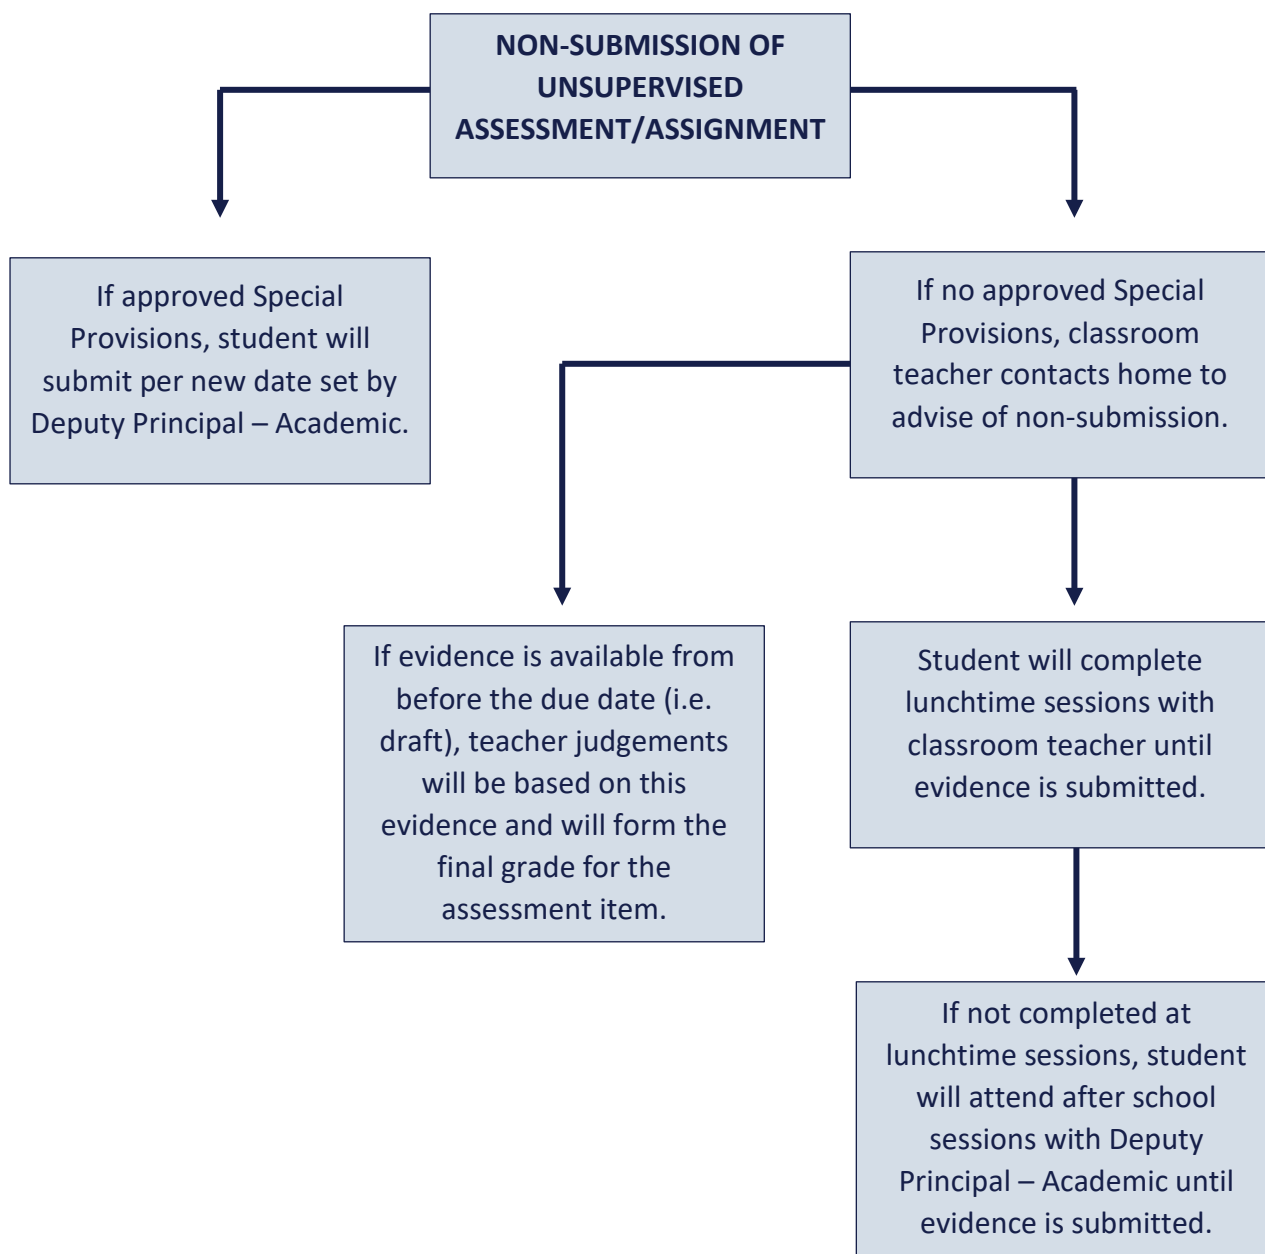 NON-SUBMISSION OF
UNSUPERVISED
ASSESSMENT/ASSIGNMENT
If approved Special
Provisions, student will
submit per new date set by
Deputy Principal – Academic.
If no approved Special
Provisions, classroom
teacher contacts home to
advise of non-submission.
If evidence is available from
before the due date (i.e.
draft), teacher judgements
will be based on this
evidence and will form the
final grade for the
assessment item.
Student will complete
lunchtime sessions with
classroom teacher until
evidence is submitted.
If not completed at
lunchtime sessions, student
will attend after school
sessions with Deputy
Principal – Academic until
evidence is submitted.